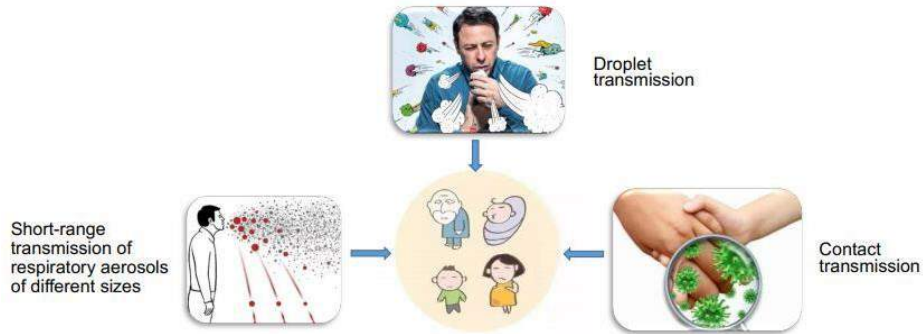 Droplet
transmission
Short-range
transmission of
respiratory aerosols
of different sizes
Contact
transmission